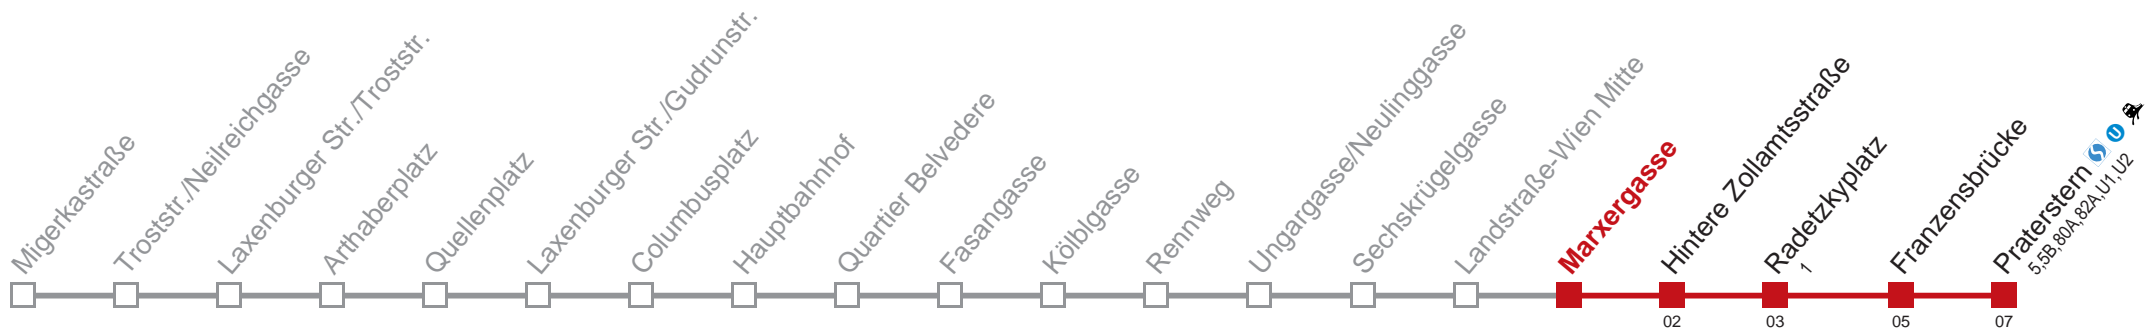 Migerkastraße
Troststr./Neilreichgasse
Laxenburger Str./Troststr.
Arthaberplatz
Quellenplatz
Laxenburger Str./Gudrunstr.
Columbusplatz
Hauptbahnhof
Quartier Belvedere
Fasangasse
Kölblgasse
Rennweg
Ungargasse/Neulinggasse
Sechskrügelgasse
Landstraße-Wien Mitte
Marxergasse
Hintere Zollamtsstraße
Radetzkyplatz
1
Franzensbrücke
Praterstern S U
5,5B,80A,82A,U1,U2
02
03
05
07